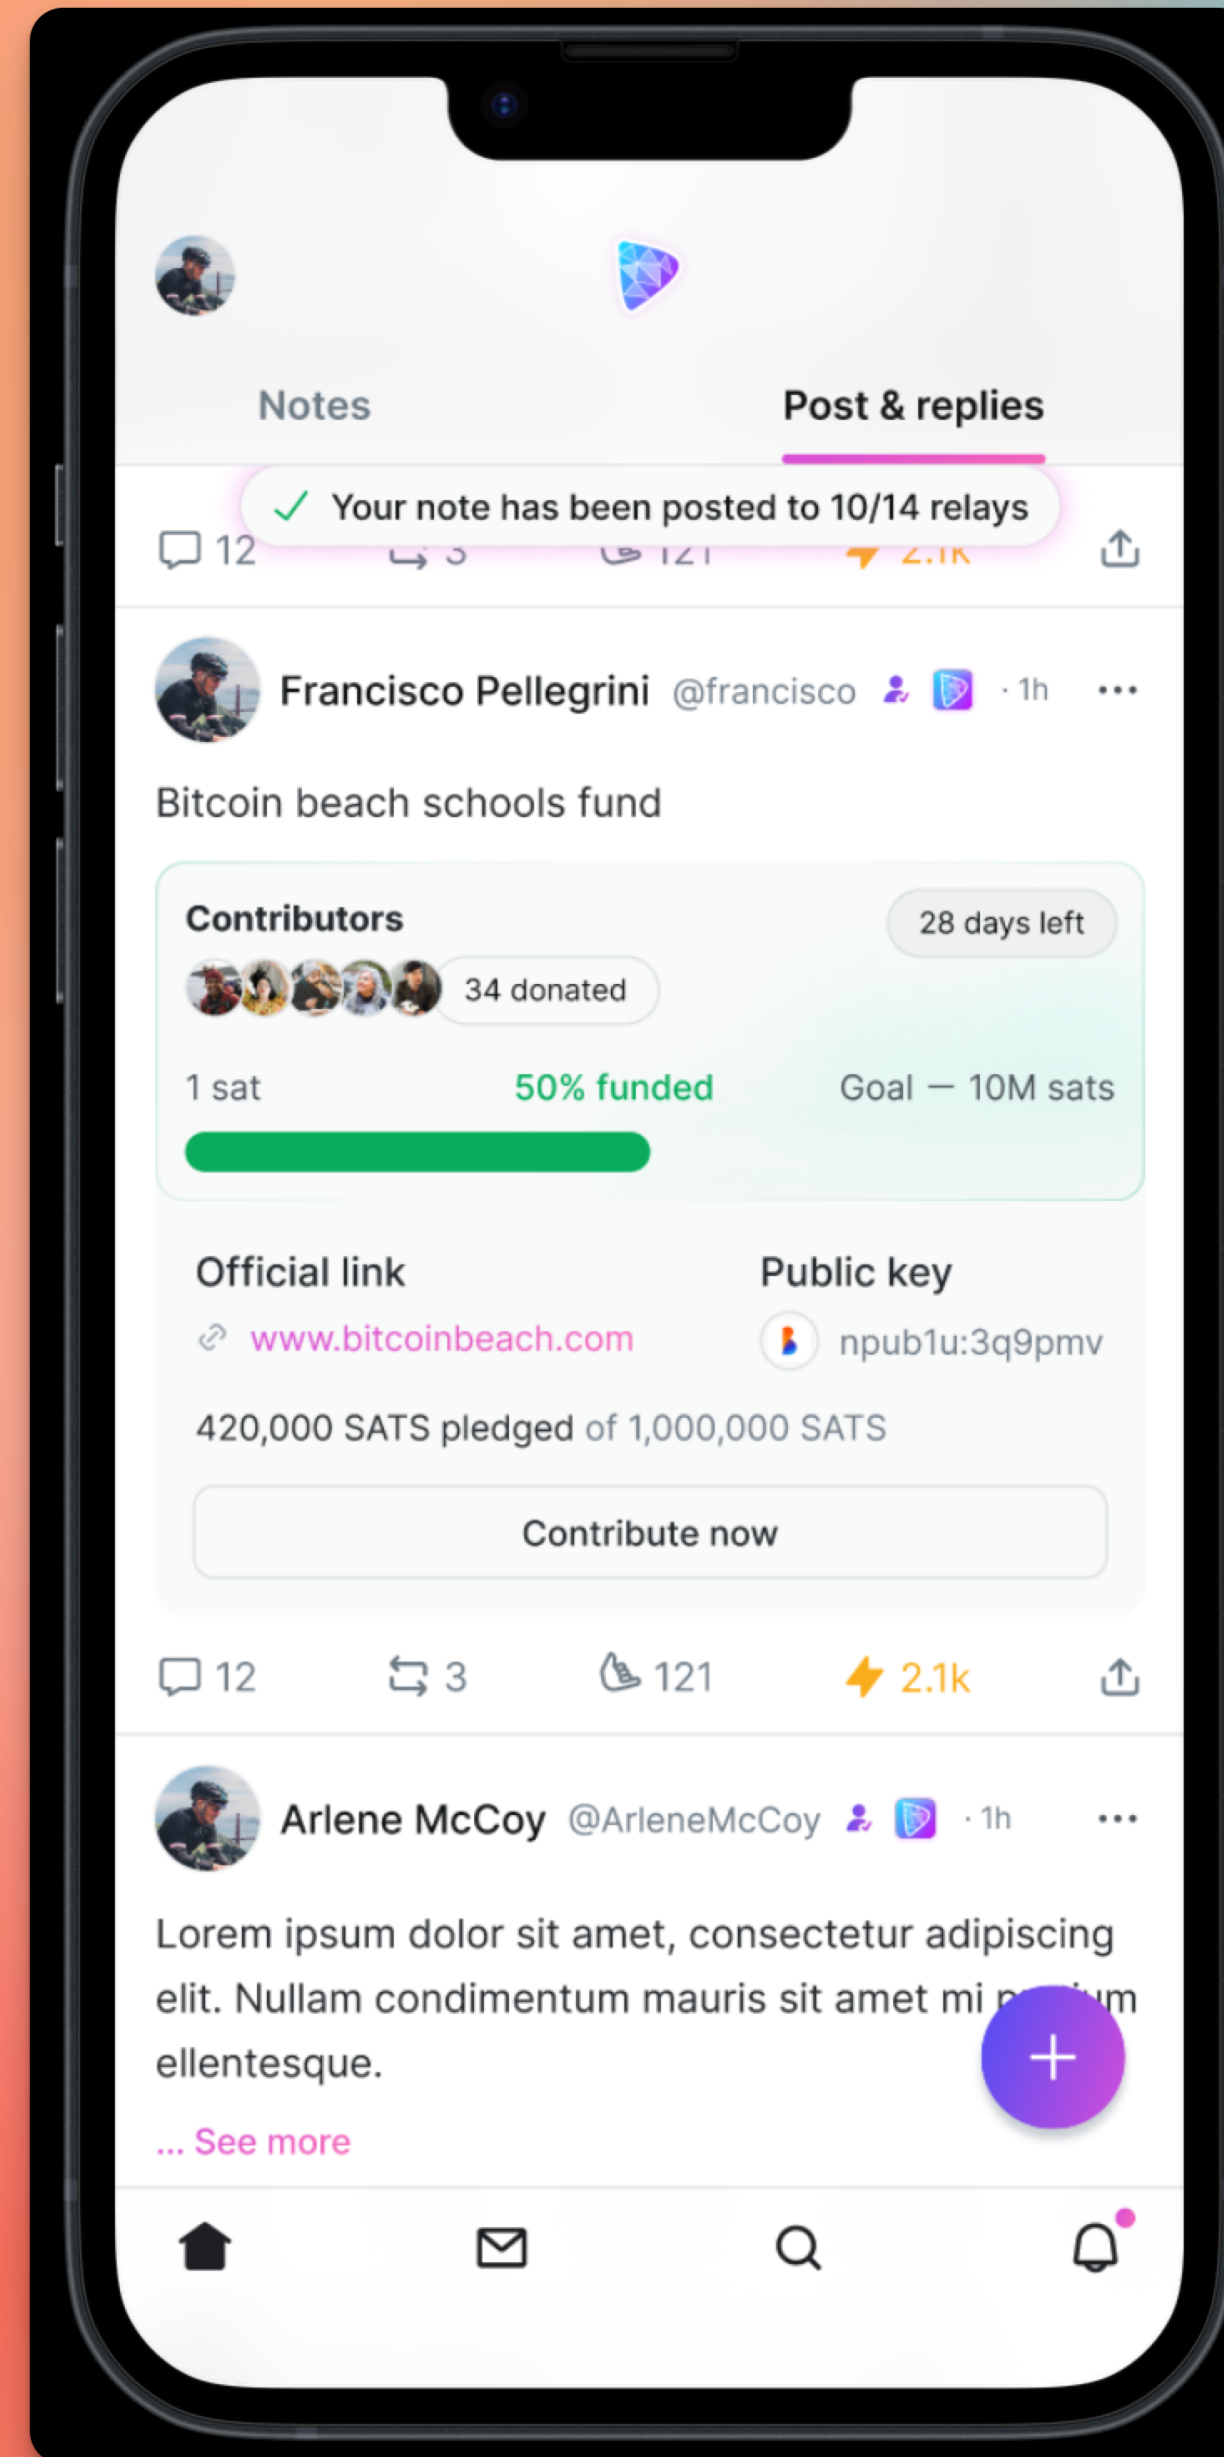 Notes
Post & replies
Your note has been posted to 10/14 relays
12
3
121
2.1k
Francisco Pellegrini @francisco · 1h
Bitcoin beach schools fund
Contributors
28 days left
34 donated
1 sat
50% funded
Goal — 10M sats
Official link
Public key
www.bitcoinbeach.com
npub1u:3q9pmv
420,000 SATS pledged of 1,000,000 SATS
Contribute now
12
3
121
2.1k
Arlene McCoy @ArleneMcCoy · 1h
Lorem ipsum dolor sit amet, consectetur adipiscing
elit. Nullam condimentum mauris sit amet mi
ellentesque.
... See more